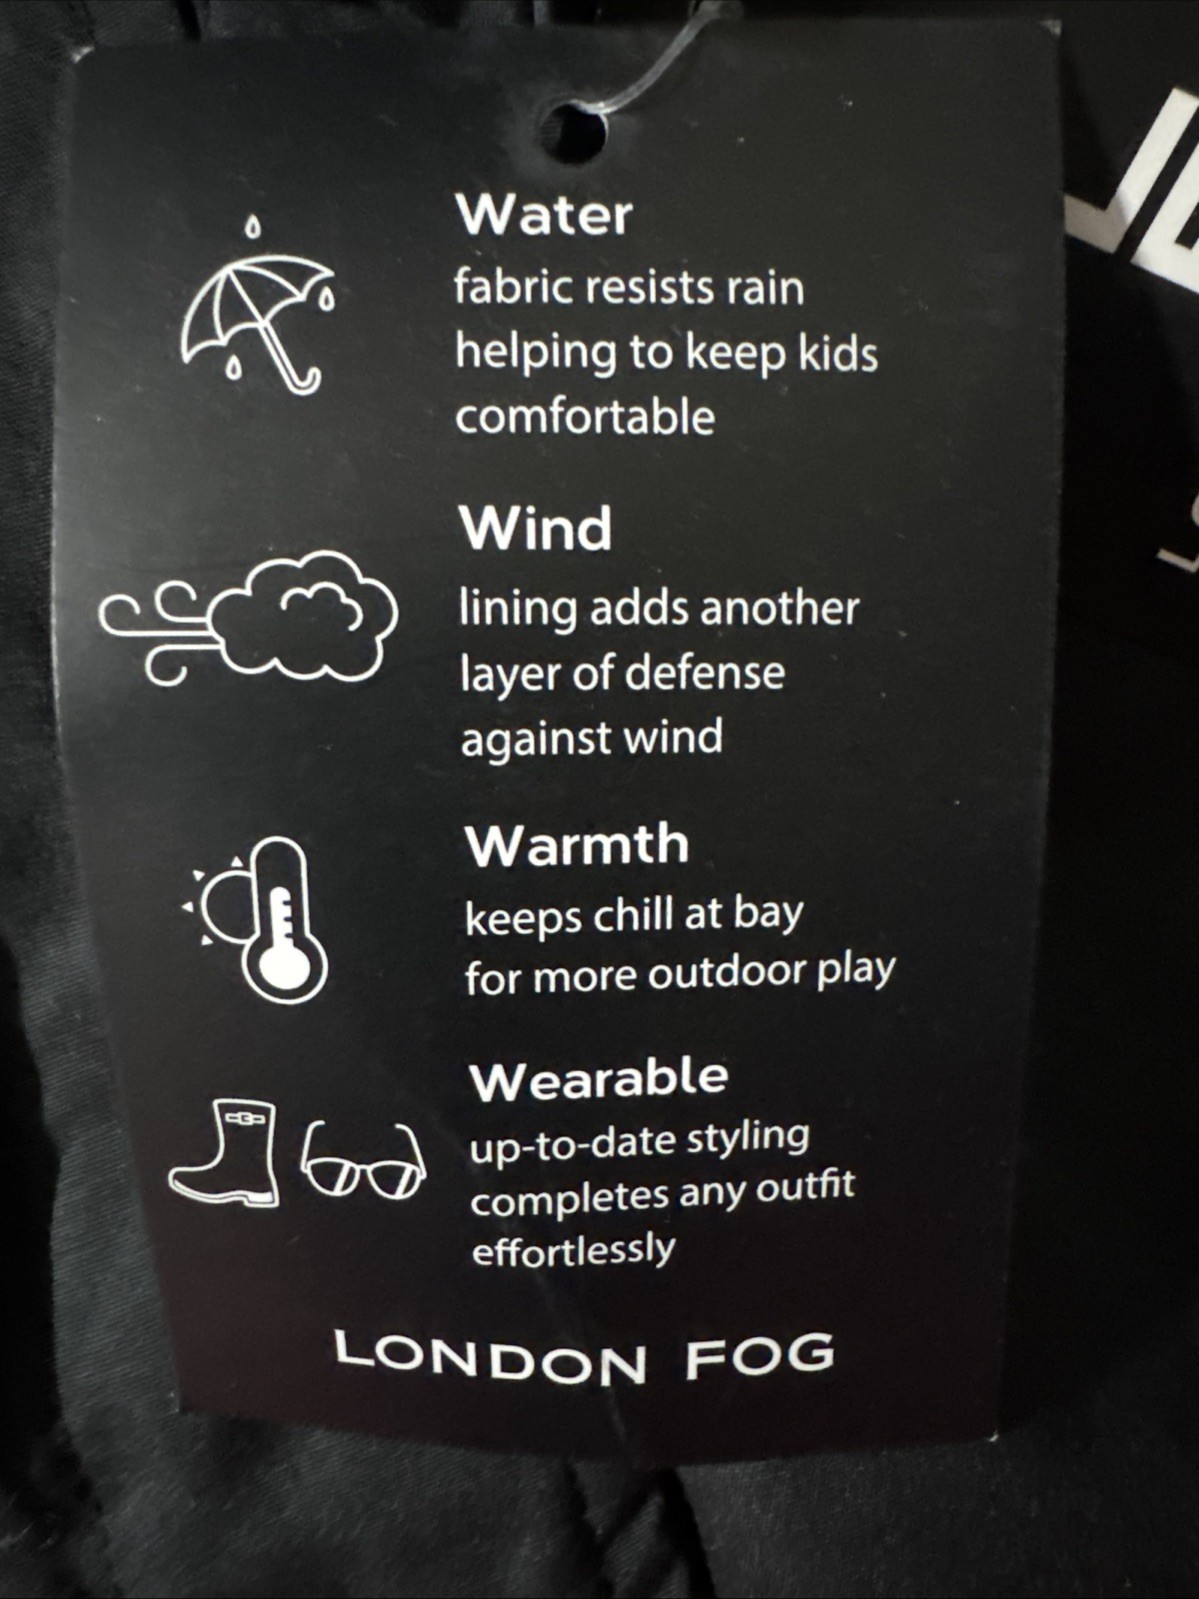 Water
fabric resists rain
helping to keep kids
comfortable
Wind
lining adds another
layer of defense
against wind
Warmth
keeps chill at bay
for more outdoor play
Wearable
up-to-date styling
completes any outfit
effortlessly
LONDON FOG